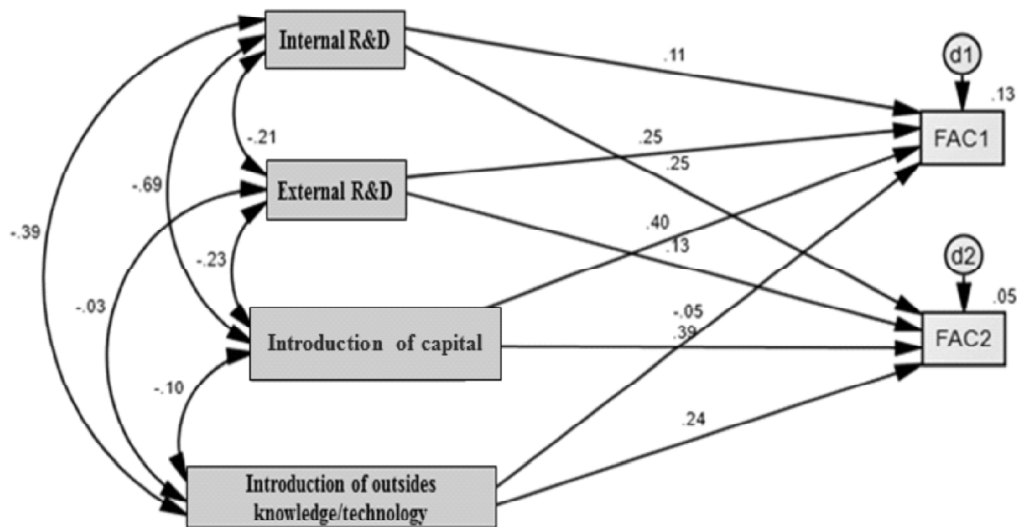 Internal R&D
.11
d1
.13
FAC1
-.21
.25
.25
External R&D
-.69
-.39
.40
.13
d2
-.23
-.03
.05
-.05
.39
FAC2
Introduction of capital
-.10
.24
Introduction of outsides
knowledge/technology